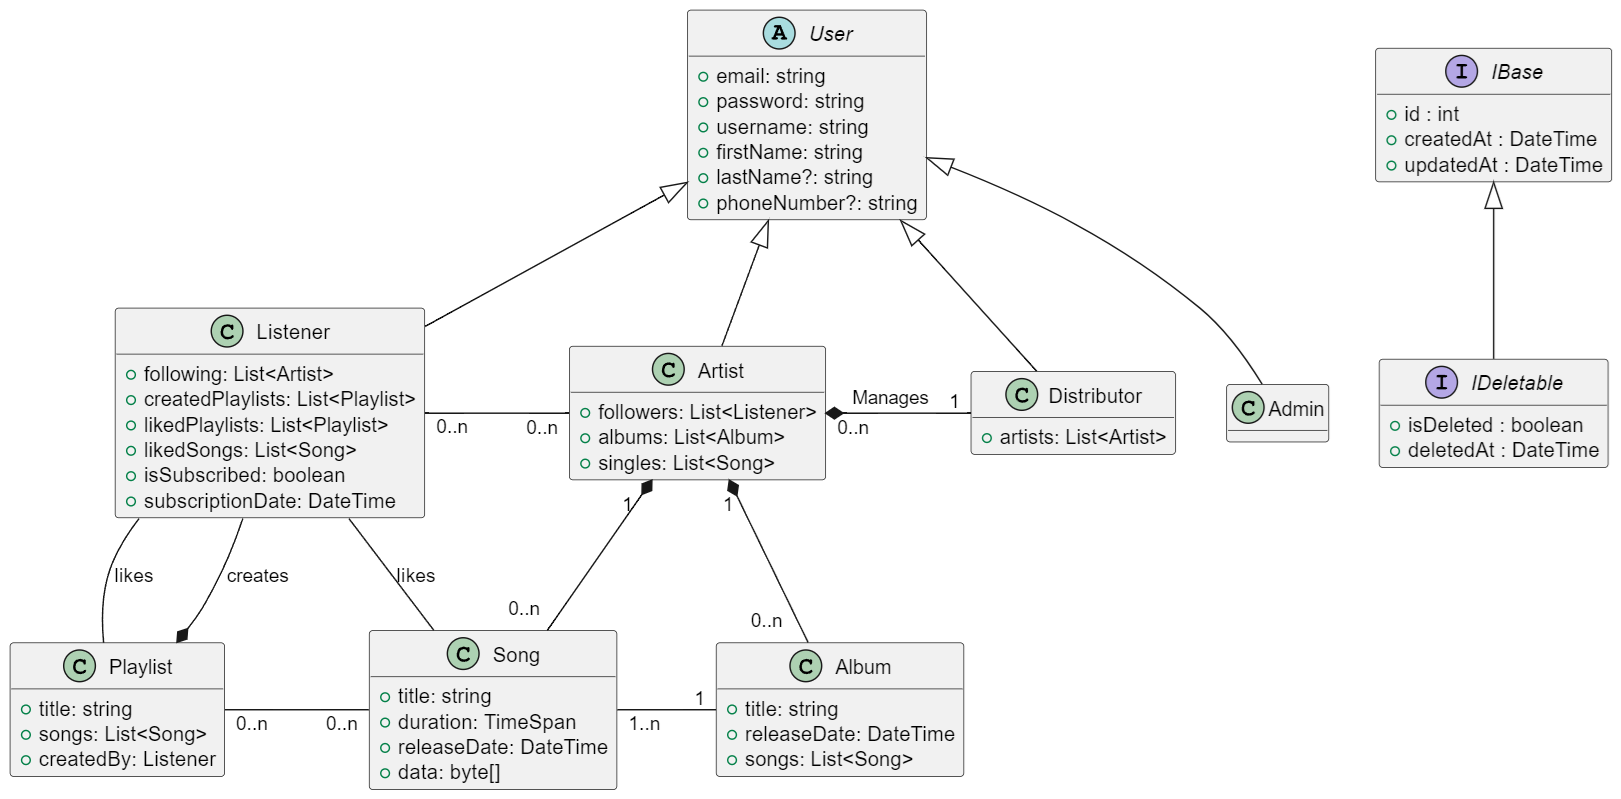 A User
email: string
password: string
username: string
firstName: string
lastName?: string
phoneNumber?: string
I IBase
id : int
createdAt : DateTime
updatedAt : DateTime
C Listener
following: List<Artist>
createdPlaylists: List<Playlist>
likedPlaylists: List<Playlist>
likedSongs: List<Song>
isSubscribed: boolean
subscriptionDate: DateTime
0..n 0..n
C Artist
followers: List<Listener>
albums: List<Album>
singles: List<Song>
Manages 1
0..n
C Distributor
artists: List<Artist>
C Admin
I IDeletable
isDeleted : boolean
deletedAt : DateTime
1 1
likes creates likes
0..n 0..n
C Playlist
title: string
songs: List<Song>
createdBy: Listener
0..n 0..n
C Song
title: string
duration: TimeSpan
releaseDate: DateTime
data: byte[]
1
1..n
C Album
title: string
releaseDate: DateTime
songs: List<Song>